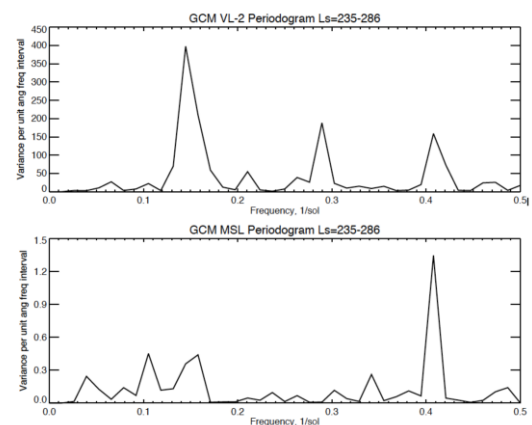 GCM VL-2 Periodogram Ls=235-286
Variance per unit ang freq interval
450
400
350
300
250
200
150
100
50
0
0.0 0.1 0.2 0.3 0.4 0.5
Frequency, 1/sol
GCM MSL Periodogram Ls=235-286
Variance per unit ang freq interval
1.5
1.2
0.9
0.6
0.3
0.0
0.0 0.1 0.2 0.3 0.4 0.5
Frequency, 1/sol